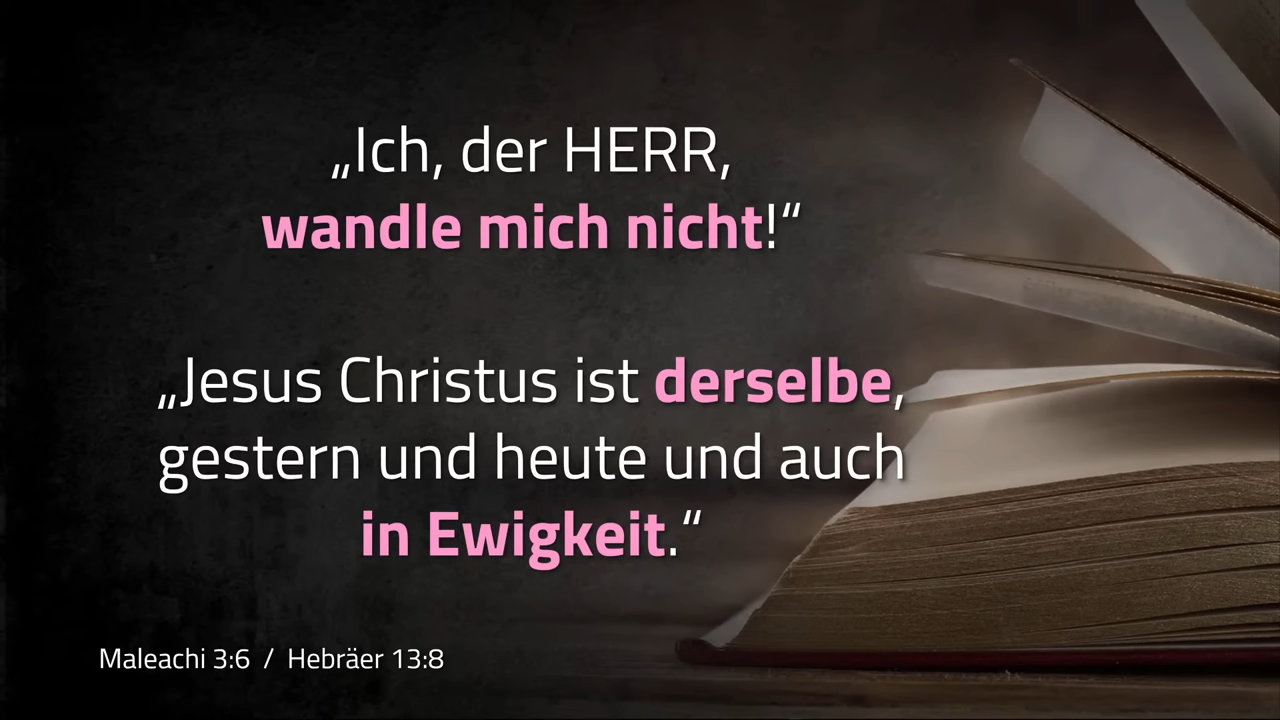 „Ich, der HERR,
wandle mich nicht!“
„Jesus Christus ist derselbe,
gestern und heute und auch
in Ewigkeit.“
Maleachi 3:6 / Hebräer 13:8